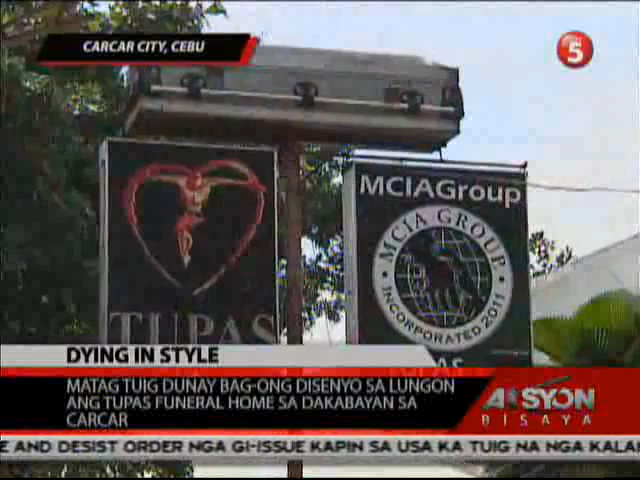 CARCAR CITY, CEBU
5
MCIAGroup
MCIA GROUP
INCORPORATED 2011
TUPAS
DYING IN STYLE
MATAG TUIG DUNAY BAG-ONG DISENYO SA LUNGON
ANG TUPAS FUNERAL HOME SA DAKABAYAN SA
CARCAR
AKSYON
BISAYA
E AND DESIST ORDER NGA GI-ISSUE KAPIN SA USA KA TUIG NA NGA KALA